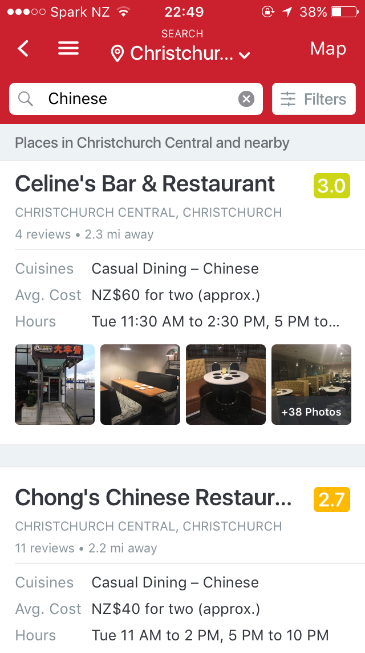 Spark NZ 22:49 38%
SEARCH
Christchur...
Map
Chinese
Filters
Places in Christchurch Central and nearby
Celine's Bar & Restaurant 3.0
CHRISTCHURCH CENTRAL, CHRISTCHURCH
4 reviews • 2.3 mi away
Cuisines Casual Dining – Chinese
Avg. Cost NZ$60 for two (approx.)
Hours Tue 11:30 AM to 2:30 PM, 5 PM to...
+38 Photos
Chong's Chinese Restaur... 2.7
CHRISTCHURCH CENTRAL, CHRISTCHURCH
11 reviews • 2.2 mi away
Cuisines Casual Dining – Chinese
Avg. Cost NZ$40 for two (approx.)
Hours Tue 11 AM to 2 PM, 5 PM to 10 PM